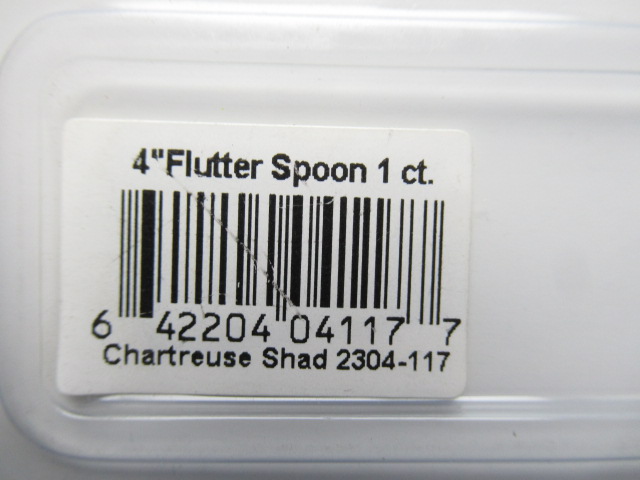 4"Flutter Spoon 1 ct.
6 42204 04117 7
Chartreuse Shad 2304-117